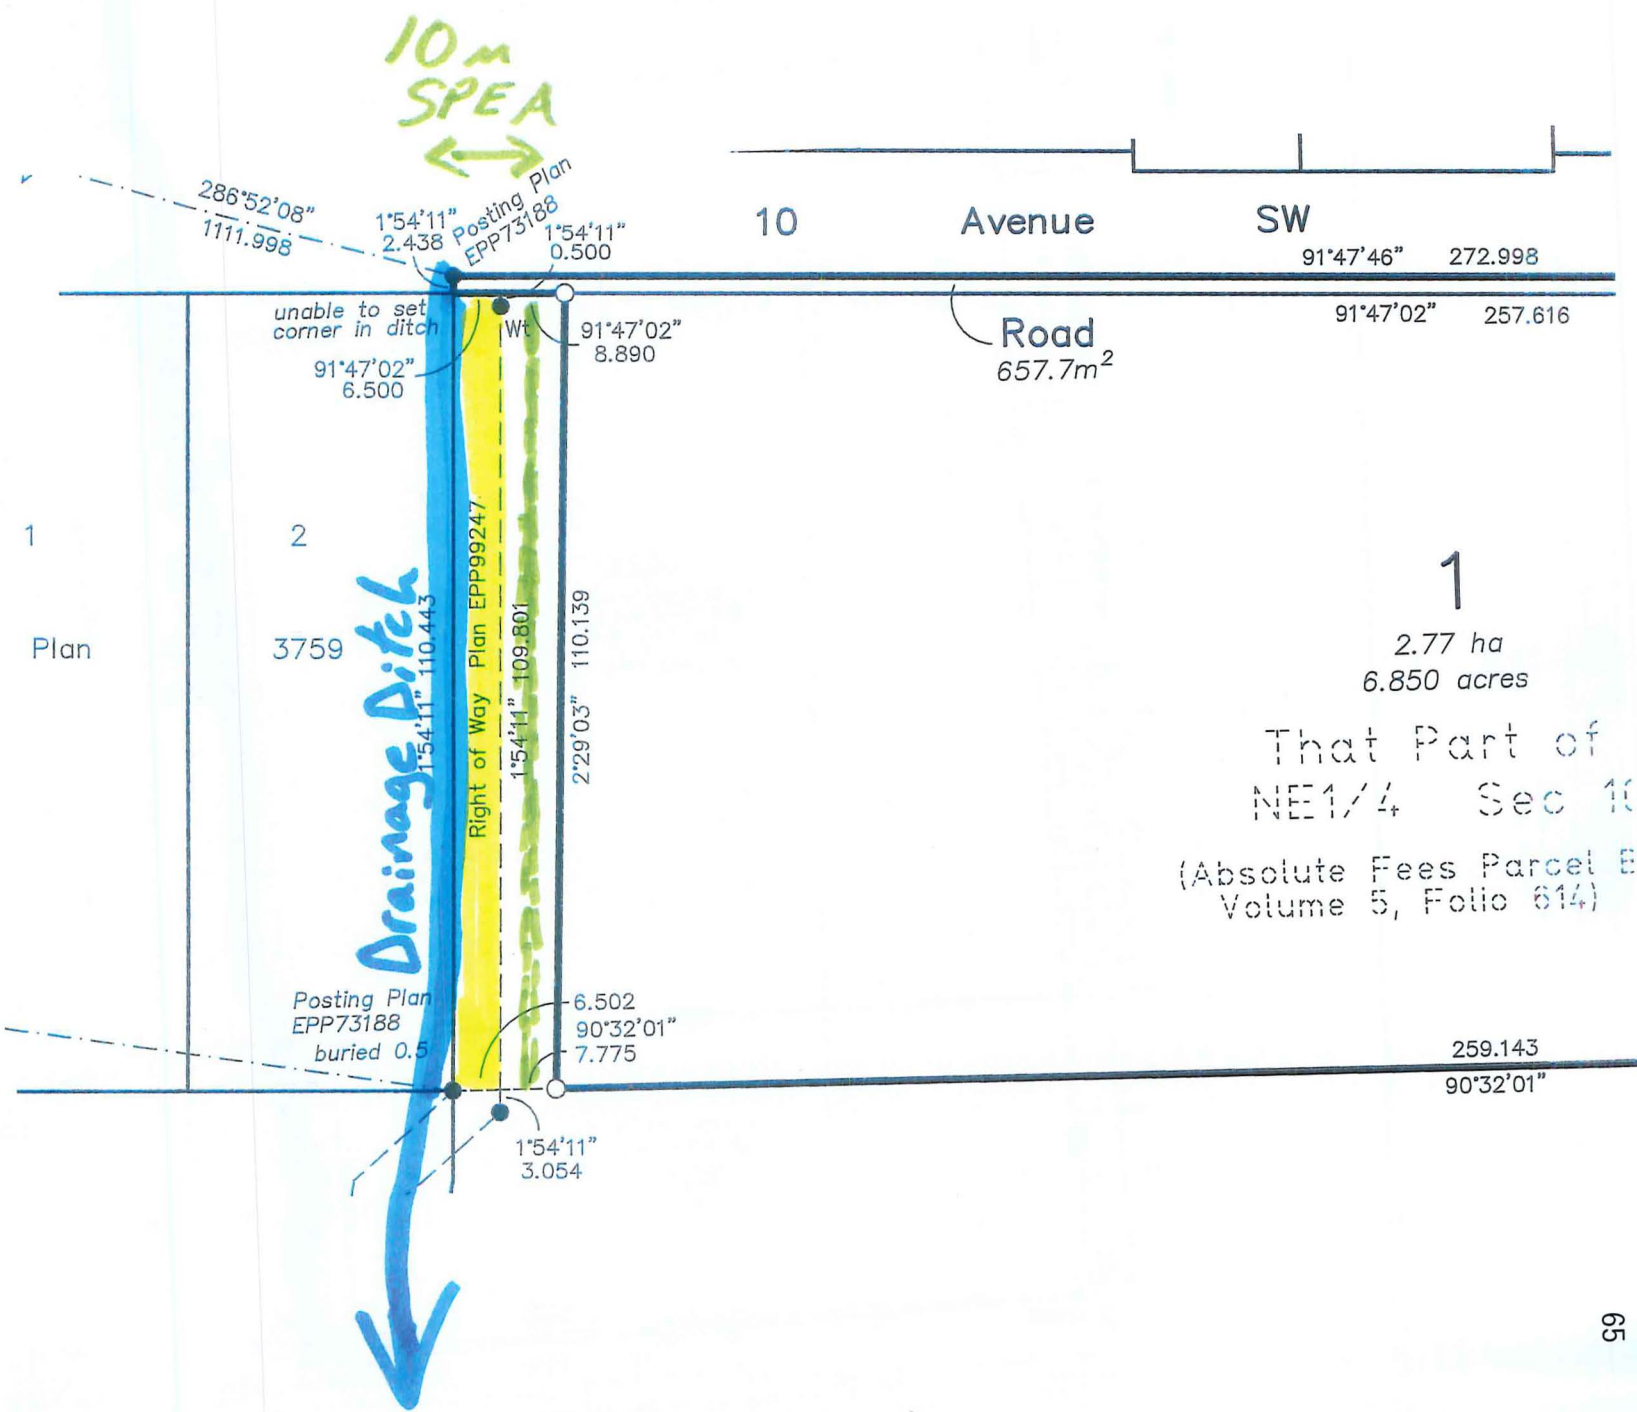 10 m
SPEA
286°52'08"
1111.998
1°54'11"
2.438
Posting Plan
EPP73188
1°54'11"
0.500
10 Avenue SW
91°47'46" 272.998
91°47'02" 257.616
unable to set
corner in ditch
Wt
91°47'02"
8.890
91°47'02"
6.500
Road
657.7m²
1
2
Plan 3759
Drainage Ditch
1°54'11" 110.443
Right of Way Plan EPP99247
1°54'11" 109.801
2°29'03" 110.139
1
2.77 ha
6.850 acres
That Part of
NE1/4 Sec 10
(Absolute Fees Parcel
Volume 5, Folio 614)
Posting Plan
EPP73188
buried 0.5
6.502
90°32'01"
7.775
259.143
90°32'01"
1°54'11"
3.054
65